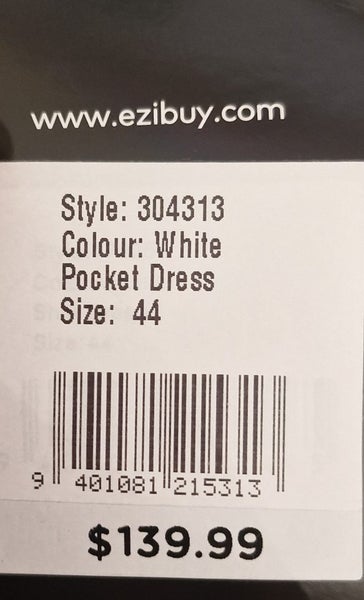 www.ezibuy.com
Style: 304313
Colour: White
Pocket Dress
Size: 44
9 401081 215313
$139.99